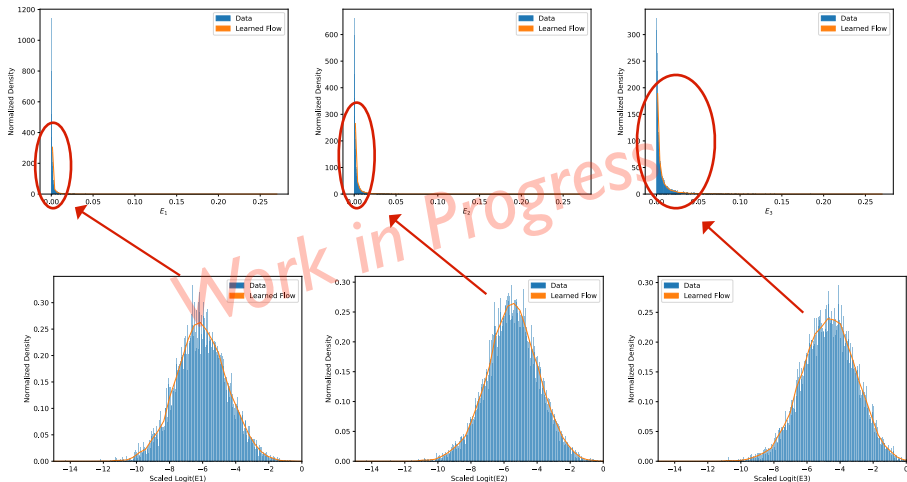 1200
1000
800
600
400
200
0
Normalized Density
0.00 0.05 0.10 0.15 0.20 0.25
E1
Data
Learned Flow
600
500
400
300
200
100
0
Normalized Density
0.00 0.05 0.10 0.15 0.20 0.25
E2
Data
Learned Flow
350
300
250
200
150
100
50
0
Normalized Density
0.00 0.05 0.10 0.15 0.20 0.25
E3
Data
Learned Flow
Work in Progress
0.30
0.25
0.20
0.15
0.10
0.05
0.00
Normalized Density
−14 −12 −10 −8 −6 −4 −2 0
Scaled Logit(E1)
Data
Learned Flow
0.30
0.25
0.20
0.15
0.10
0.05
0.00
Normalized Density
−14 −12 −10 −8 −6 −4 −2 0
Scaled Logit(E2)
Data
Learned Flow
0.30
0.25
0.20
0.15
0.10
0.05
0.00
Normalized Density
−14 −12 −10 −8 −6 −4 −2 0
Scaled Logit(E3)
Data
Learned Flow